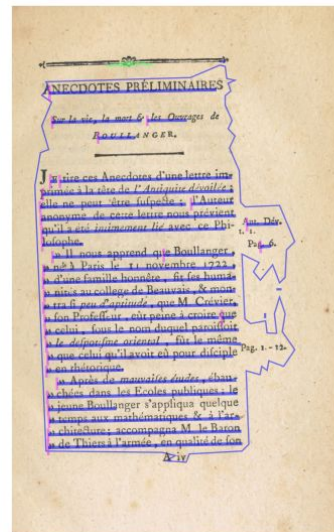 ANECDOTES PRÉLIMINAIRES
Sur la vie, la mort & les Ouvrages de
BOULLANGER.
Je tire ces Anecdotes d'une lettre im-
primée à la tête de l'Antiquité dévoilée ;
elle ne peut être suspecte ; l'Auteur
anonyme de cette lettre nous prévient
qu'il a été intimement lié avec ce Phi-
losophe.
Ant. Dév.
t. 1.
Pag. 6.
» Il nous apprend que Boullanger,
» né à Paris le 11 novembre 1722,
» d'une famille honnête, fit ses huma-
» nités au college de Beauvais, & mon-
» tra si peu d'aptitude, que M. Crévier,
» son Professeur, eut peine à croire que
» celui, sous le nom duquel paroissoit
» le despotisme oriental, fût le même
» que celui qu'il avoit eû pour disciple
» en rhétorique.
Pag. 1. - 12.
» Après de mauvaises études, ébau-
» chées dans les Ecoles publiques ; le
» jeune Boullanger s'appliqua quelque
» temps aux mathématiques & à l'ar-
» chitecture ; accompagna M. le Baron
» de Thiers à l'armée, en qualité de son
A iv